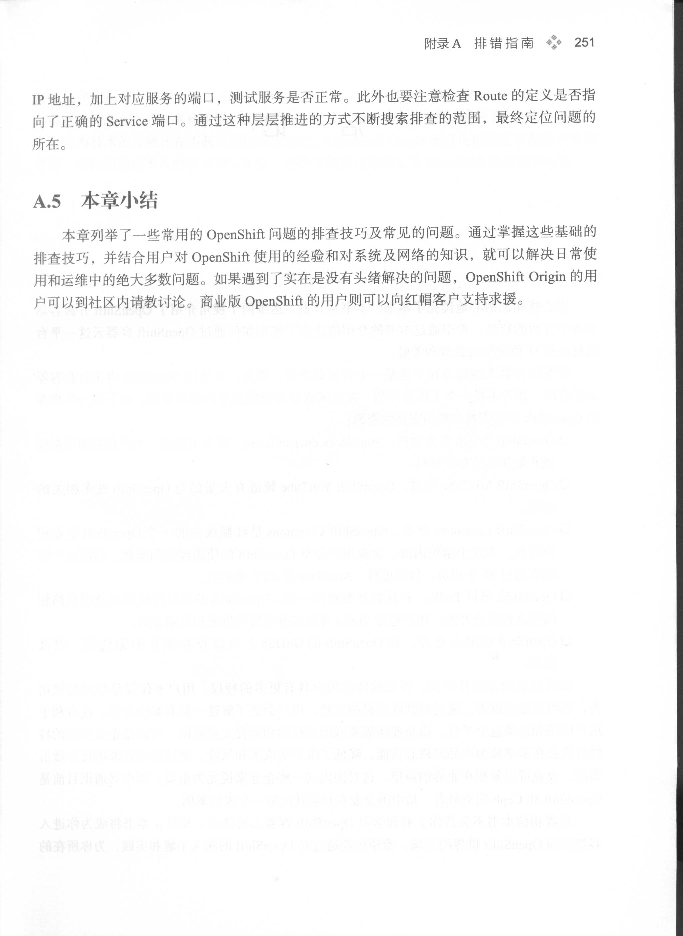 附录A 排错指南 251
IP 地址，加上对应服务的端口，测试服务是否正常。此外也要注意检查 Route 的定义是否指
向了正确的 Service 端口。通过这种层层推进的方式不断搜索排查的范围，最终定位问题的
所在。
A.5 本章小结
本章列举了一些常用的 OpenShift 问题的排查技巧及常见的问题。通过掌握这些基础的
排查技巧，并结合用户对 OpenShift 使用的经验和对系统及网络的知识，就可以解决日常使
用和运维中的绝大多数问题。如果遇到了实在是没有头绪解决的问题，OpenShift Origin 的用
户可以到社区内请教讨论。商业版 OpenShift 的用户则可以向红帽客户支持求援。